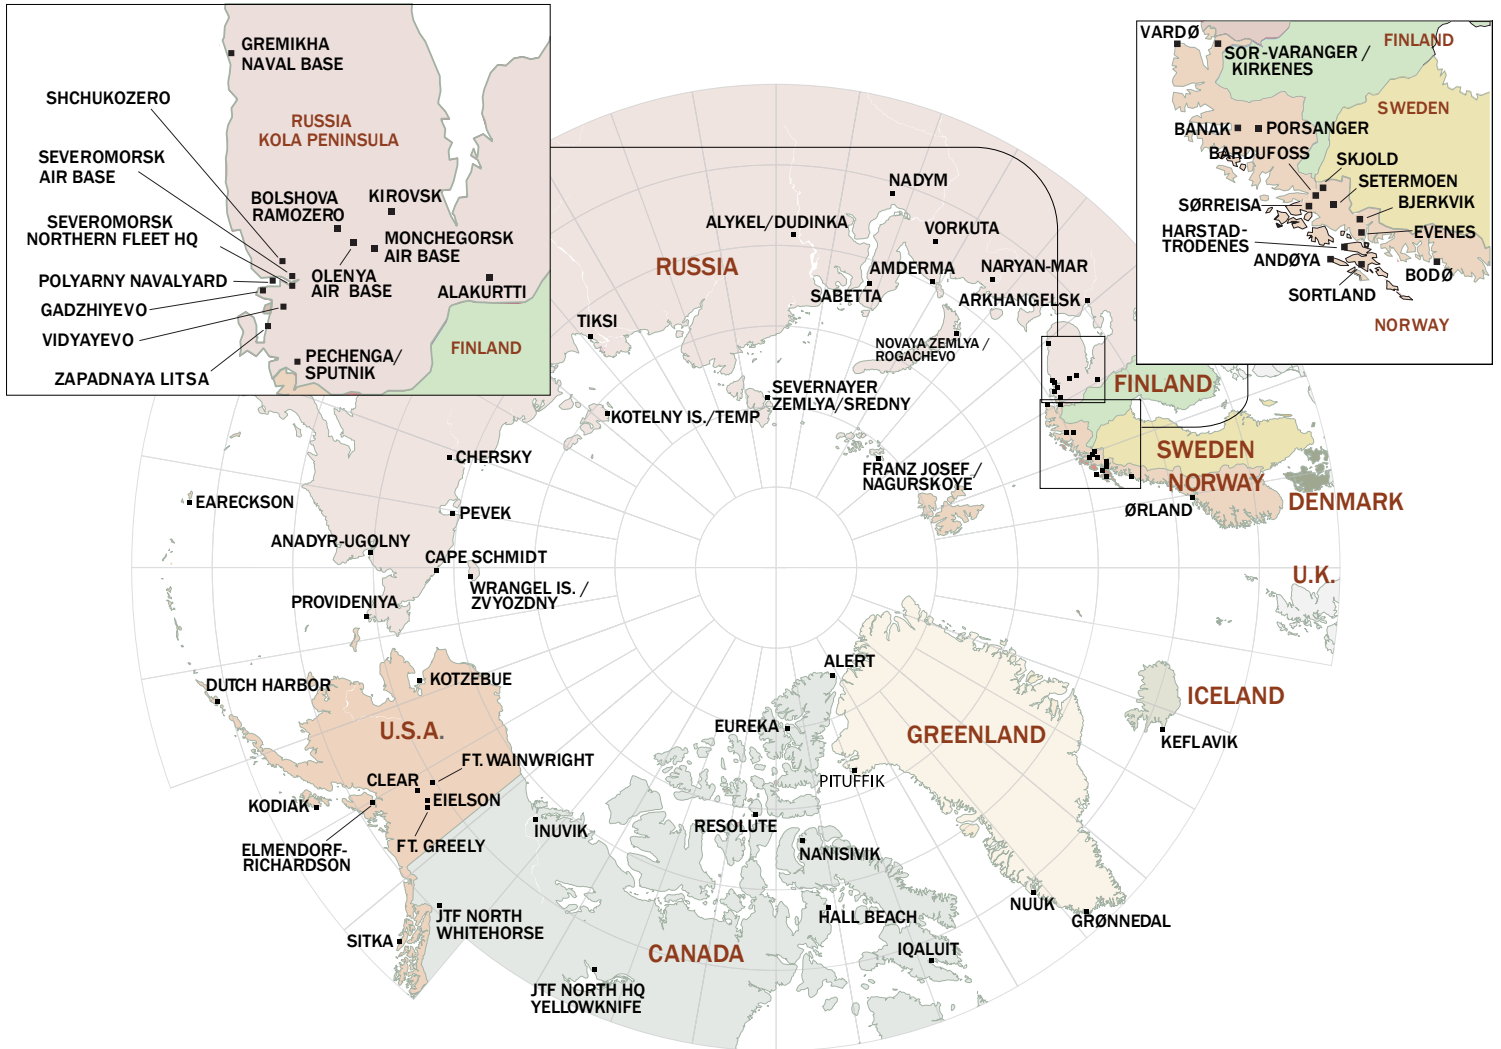 GREMIKHA
NAVAL BASE
SHCHUKOZERO
RUSSIA
KOLA PENINSULA
SEVEROMORSK
AIR BASE
BOLSHOVA
RAMOZERO
KIROVSK
SEVEROMORSK
NORTHERN FLEET HQ
MONCHEGORSK
AIR BASE
POLYARNY NAVALYARD
OLENYA
AIR BASE
ALAKURTTI
GADZHIYEVO
VIDYAYEVO
FINLAND
PECHENGA/
SPUTNIK
ZAPADNAYA LITSA
VARDØ
SOR-VARANGER /
KIRKENES
FINLAND
SWEDEN
BANAK
PORSANGER
BARDUFOSS
SKJOLD
SETERMOEN
SØRREISA
BJERKVIK
HARSTAD-
TRODENES
EVENES
ANDØYA
BODØ
SORTLAND
NORWAY
NADYM
ALYKEL/DUDINKA
VORKUTA
RUSSIA
AMDERMA
NARYAN-MAR
SABETTA
ARKHANGELSK
TIKSI
NOVAYA ZEMLYA /
ROGACHEVO
SEVERNAYER
ZEMLYA/SREDNY
FINLAND
KOTELNY IS./TEMP
CHERSKY
SWEDEN
FRANZ JOSEF /
NAGURSKOYE
NORWAY
DENMARK
EARECKSON
PEVEK
ØRLAND
ANADYR-UGOLNY
CAPE SCHMIDT
WRANGEL IS. /
ZVYOZDNY
U.K.
PROVIDENIYA
ALERT
KOTZEBUE
DUTCH HARBOR
ICELAND
U.S.A.
EUREKA
GREENLAND
KEFLAVIK
FT. WAINWRIGHT
CLEAR
PITUFFIK
KODIAK
EIELSON
ELMENDORF-
RICHARDSON
FT. GREELY
INUVIK
RESOLUTE
NANISIVIK
NUUK
GRØNNEDAL
JTF NORTH
WHITEHORSE
HALL BEACH
SITKA
CANADA
IQALUIT
JTF NORTH HQ
YELLOWKNIFE